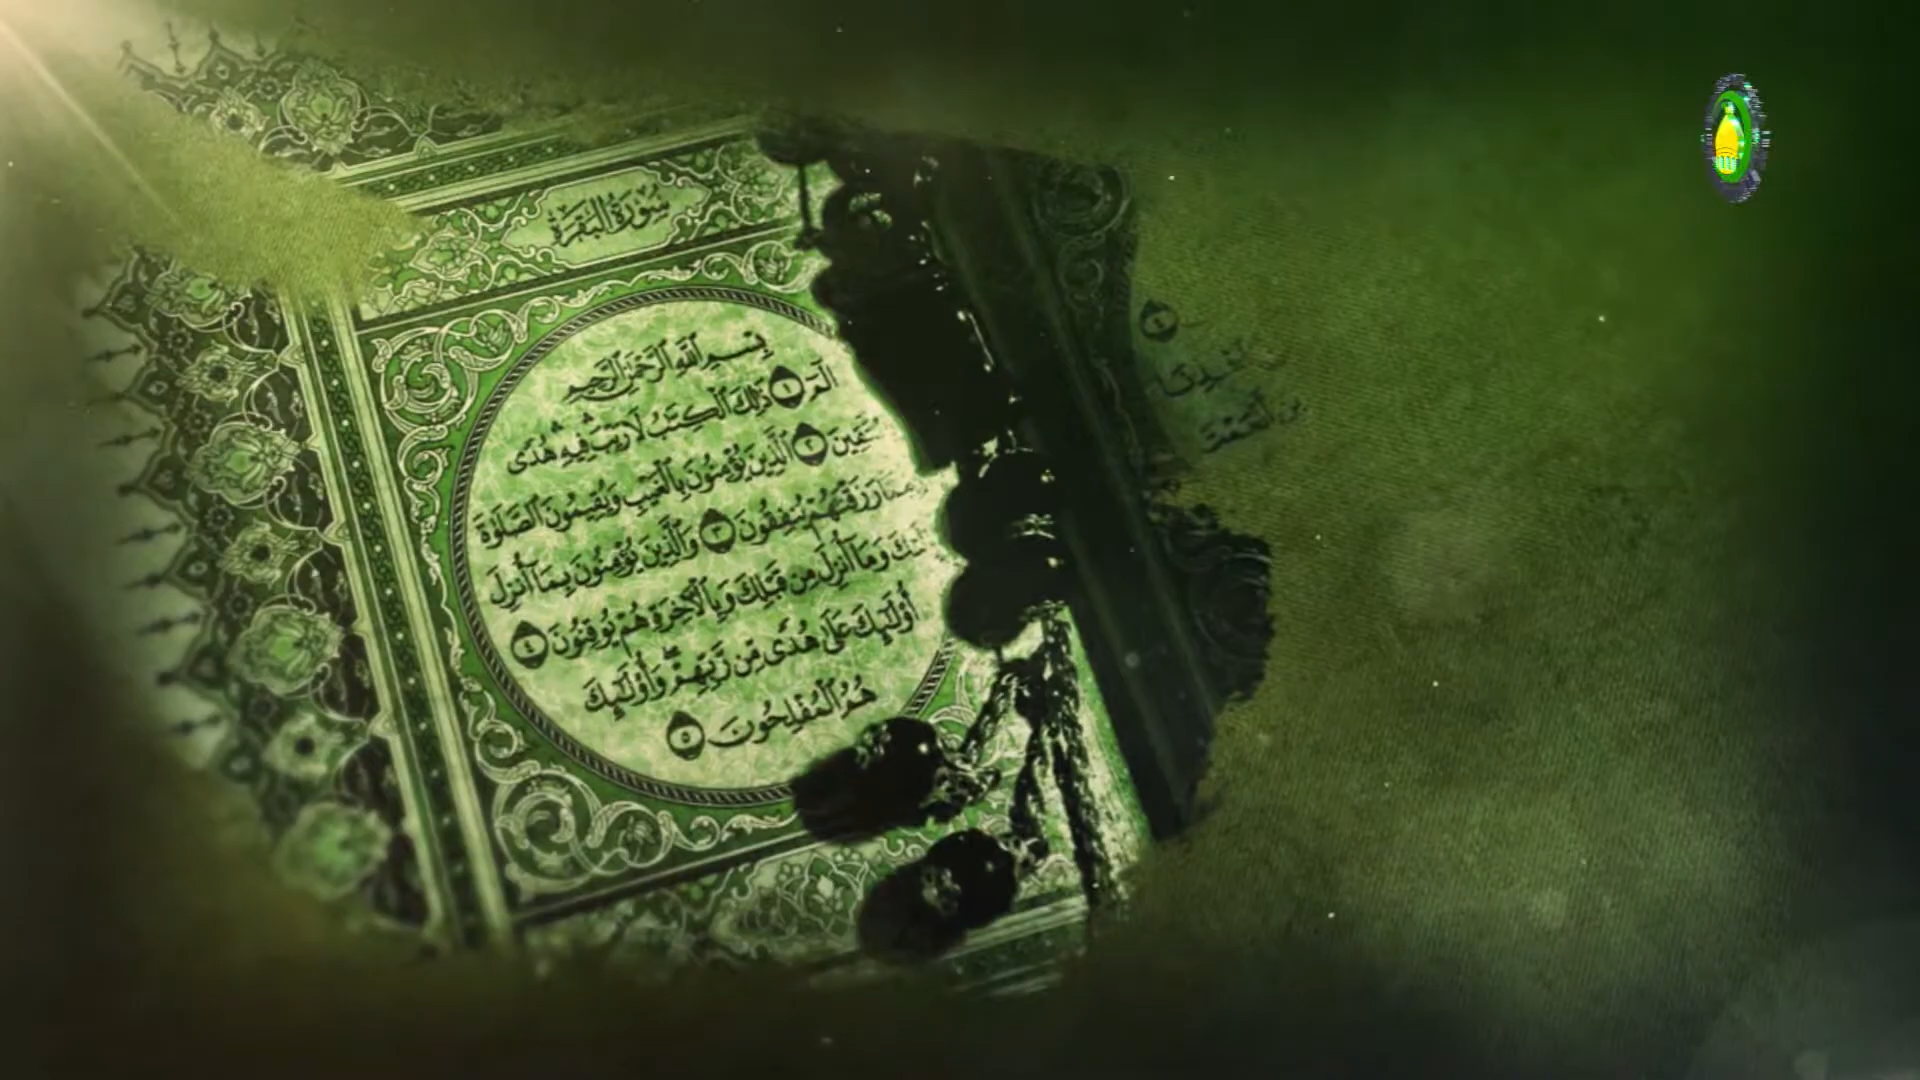 سُورَةُ البَقَرَةِ
بِسْمِ ٱللَّهِ ٱلرَّحْمَٰنِ ٱلرَّحِيمِ
الٓمٓ ١ ذَٰلِكَ ٱلْكِتَٰبُ لَا رَيْبَ فِيهِ هُدًى
٢ ٱلَّذِينَ يُؤْمِنُونَ بِٱلْغَيْبِ وَيُقِيمُونَ ٱلصَّلَوٰةَ
رَزَقْنَٰهُمْ يُنفِقُونَ ٣ وَٱلَّذِينَ يُؤْمِنُونَ بِمَآ أُنزِلَ
وَمَآ أُنزِلَ مِن قَبْلِكَ وَبِٱلْءَاخِرَةِ هُمْ يُوقِنُونَ ٤
أُو۟لَٰٓئِكَ عَلَىٰ هُدًى مِّن رَّبِّهِمْ ۖ وَأُو۟لَٰٓئِكَ
هُمُ ٱلْمُفْلِحُونَ ٥